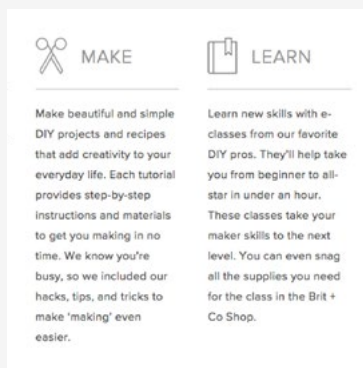 MAKE
Make beautiful and simple
DIY projects and recipes
that add creativity to your
everyday life. Each tutorial
provides step-by-step
instructions and materials
to get you making in no
time. We know you're
busy, so we included our
hacks, tips, and tricks to
make 'making' even
easier.
LEARN
Learn new skills with e-
classes from our favorite
DIY pros. They'll help take
you from beginner to all-
star in under an hour.
These classes take your
maker skills to the next
level. You can even snag
all the supplies you need
for the class in the Brit +
Co Shop.